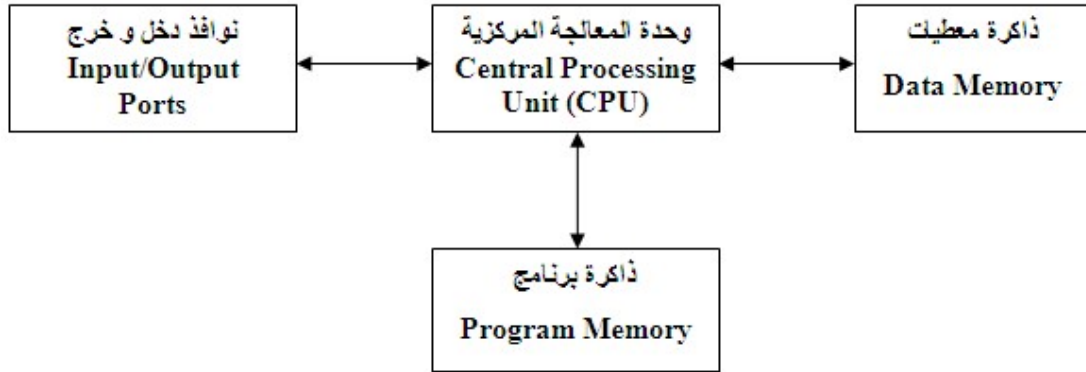 نوافذ دخل و خرج
Input/Output
Ports
وحدة المعالجة المركزية
Central Processing
Unit (CPU)
ذاكرة معطيات
Data Memory
ذاكرة برنامج
Program Memory